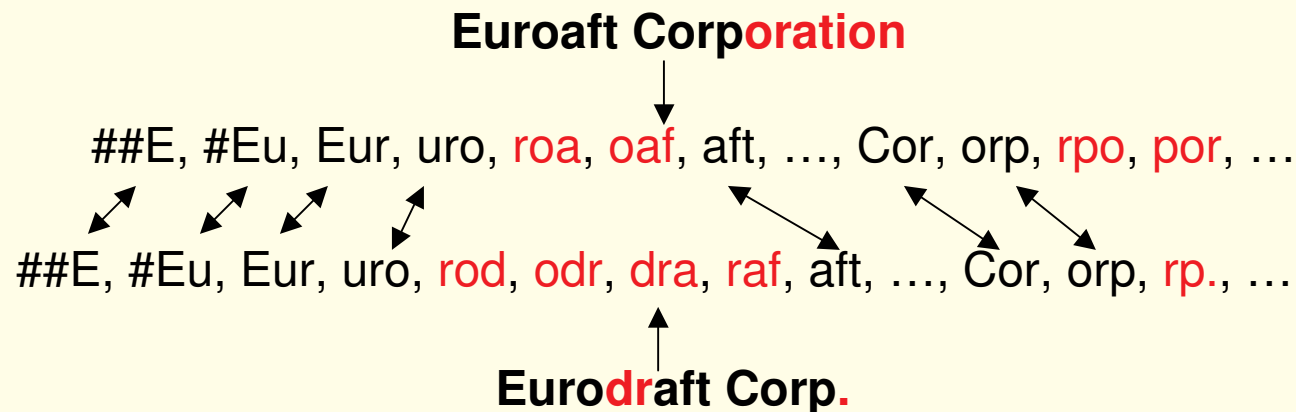 Euroaft Corporation
##E, #Eu, Eur, uro, roa, oaf, aft, …, Cor, orp, rpo, por, …
##E, #Eu, Eur, uro, rod, odr, dra, raf, aft, …, Cor, orp, rp., …
Eurodraft Corp.